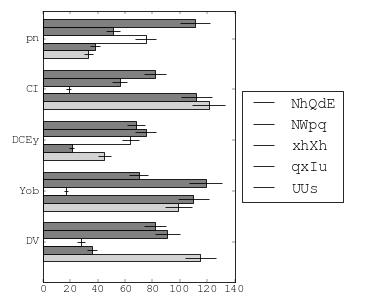 pn
CI
DCEy
Yob
DV
0 20 40 60 80 100 120 140
NhQdE
NWpq
xhXh
qxIu
UUs